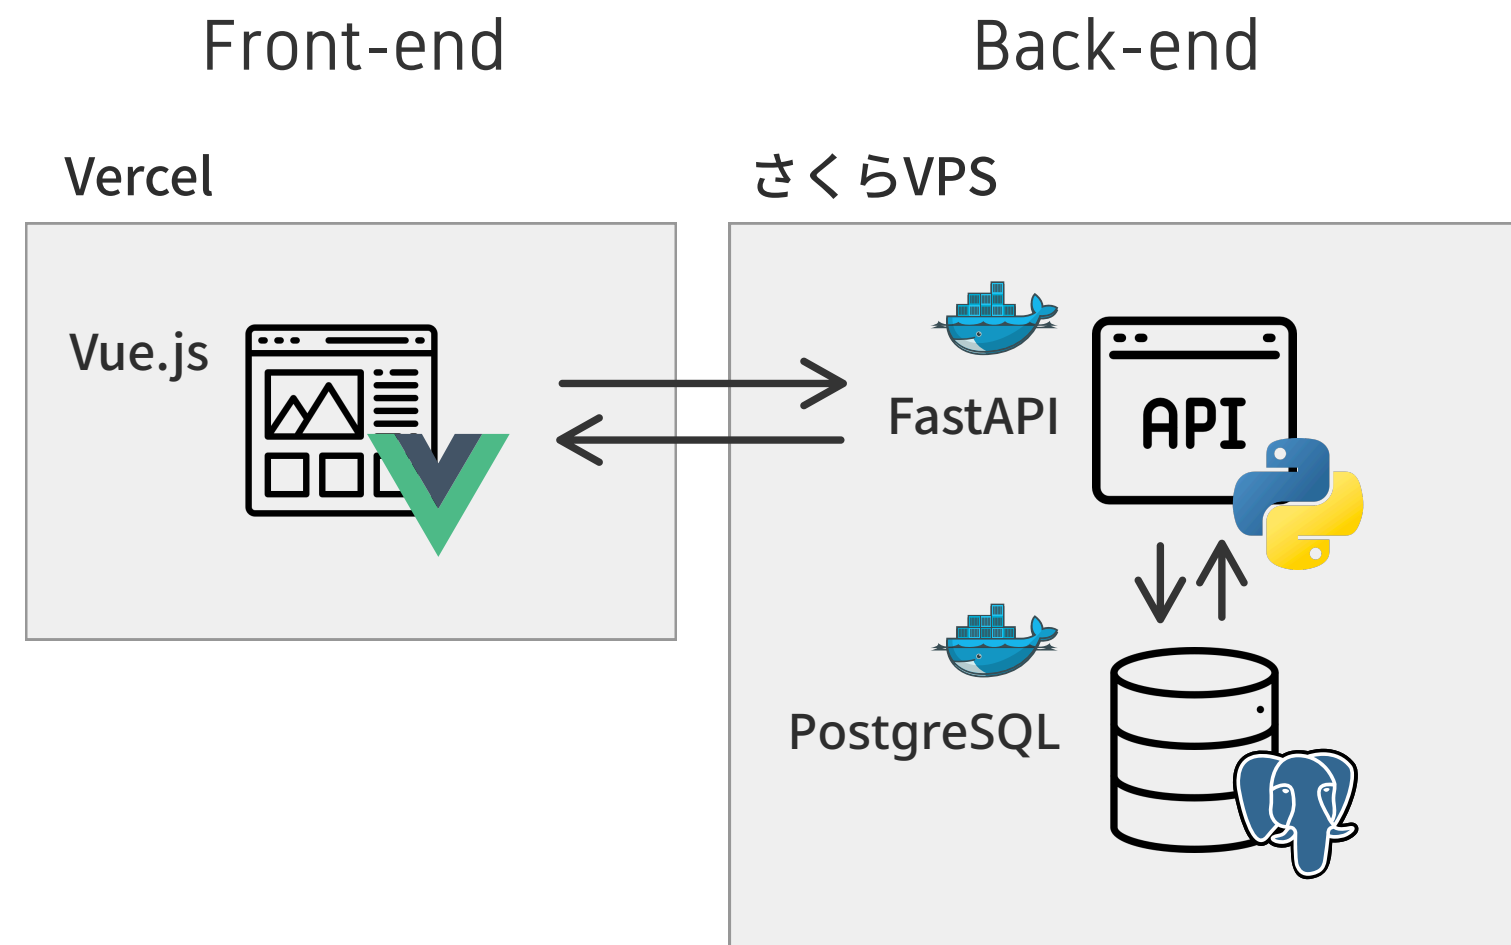 Front-end
Back-end
Vercel
さくらVPS
Vue.js
FastAPI
API
PostgreSQL